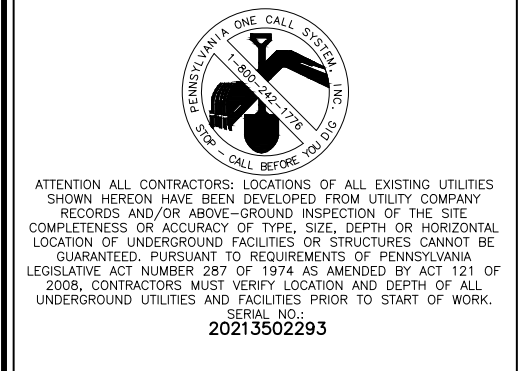 PENNSYLVANIA ONE CALL SYSTEM, INC.
1-800-242-1776
STOP - CALL BEFORE YOU DIG
ATTENTION ALL CONTRACTORS: LOCATIONS OF ALL EXISTING UTILITIES
SHOWN HEREON HAVE BEEN DEVELOPED FROM UTILITY COMPANY
RECORDS AND/OR ABOVE-GROUND INSPECTION OF THE SITE
COMPLETENESS OR ACCURACY OF TYPE, SIZE, DEPTH OR HORIZONTAL
LOCATION OF UNDERGROUND FACILITIES OR STRUCTURES CANNOT BE
GUARANTEED. PURSUANT TO REQUIREMENTS OF PENNSYLVANIA
LEGISLATIVE ACT NUMBER 287 OF 1974 AS AMENDED BY ACT 121 OF
2008, CONTRACTORS MUST VERIFY LOCATION AND DEPTH OF ALL
UNDERGROUND UTILITIES AND FACILITIES PRIOR TO START OF WORK.
SERIAL NO.:
20213502293